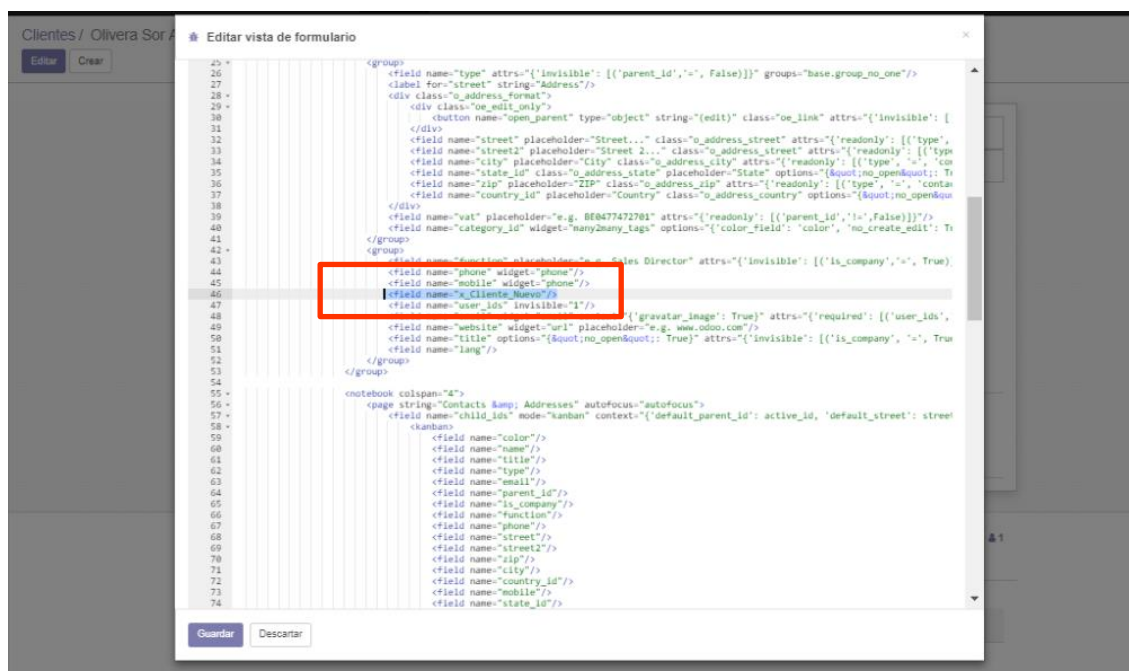 Clientes / Olivera Sor A
Editar Crear
Editar vista de formulario ×
25 <group>
26 <field name="type" attrs="{'invisible': [('parent_id','=', False)]}" groups="base.group_no_one"/>
27 <label for="street" string="Address"/>
28 <div class="o_address_format">
29 <div class="oe_edit_only">
30 <button name="open_parent" type="object" string="(edit)" class="oe_link" attrs="{'invisible': [
31 </div>
32 <field name="street" placeholder="Street..." class="o_address_street" attrs="{'readonly': [('type',
33 <field name="street2" placeholder="Street 2..." class="o_address_street" attrs="{'readonly': [('type
34 <field name="city" placeholder="City" class="o_address_city" attrs="{'readonly': [('type', '=', 'con
35 <field name="state_id" class="o_address_state" placeholder="State" options="{&quot;no_open&quot;: Tr
36 <field name="zip" placeholder="ZIP" class="o_address_zip" attrs="{'readonly': [('type', '=', 'contac
37 <field name="country_id" placeholder="Country" class="o_address_country" options="{&quot;no_open&quo
38 </div>
39 <field name="vat" placeholder="e.g. BE0477472701" attrs="{'readonly': [('parent_id','!=',False)]}"/>
40 <field name="category_id" widget="many2many_tags" options="{'color_field': 'color', 'no_create_edit': Tr
41 </group>
42 <group>
43 <field name="function" placeholder="e.g. Sales Director" attrs="{'invisible': [('is_company','=', True)
44 <field name="phone" widget="phone"/>
45 <field name="mobile" widget="phone"/>
46 <field name="x_Cliente_Nuevo"/>
47 <field name="user_ids" invisible="1"/>
48 "{'gravatar_image': True}" attrs="{'required': [('user_ids',
49 <field name="website" widget="url" placeholder="e.g. www.odoo.com"/>
50 <field name="title" options="{&quot;no_open&quot;: True}" attrs="{'invisible': [('is_company', '=', True
51 <field name="lang"/>
52 </group>
53 </group>
54
55 <notebook colspan="4">
56 <page string="Contacts &amp; Addresses" autofocus="autofocus">
57 <field name="child_ids" mode="kanban" context="{'default_parent_id': active_id, 'default_street': street
58 <kanban>
59 <field name="color"/>
60 <field name="name"/>
61 <field name="title"/>
62 <field name="type"/>
63 <field name="email"/>
64 <field name="parent_id"/>
65 <field name="is_company"/>
66 <field name="function"/>
67 <field name="phone"/>
68 <field name="street"/>
69 <field name="street2"/>
70 <field name="zip"/>
71 <field name="city"/>
72 <field name="country_id"/>
73 <field name="mobile"/>
74 <field name="state_id"/>
1
Guardar Descartar